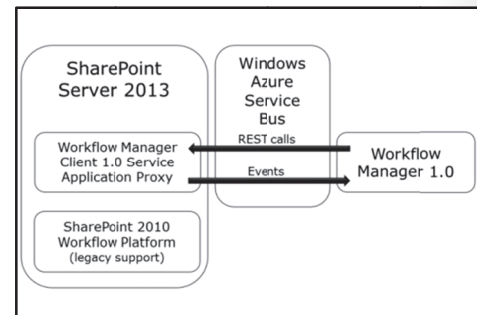 SharePoint
Server 2013
Workflow Manager
Client 1.0 Service
Application Proxy
SharePoint 2010
Workflow Platform
(legacy support)
Windows
Azure
Service
Bus
REST calls
Events
Workflow
Manager 1.0